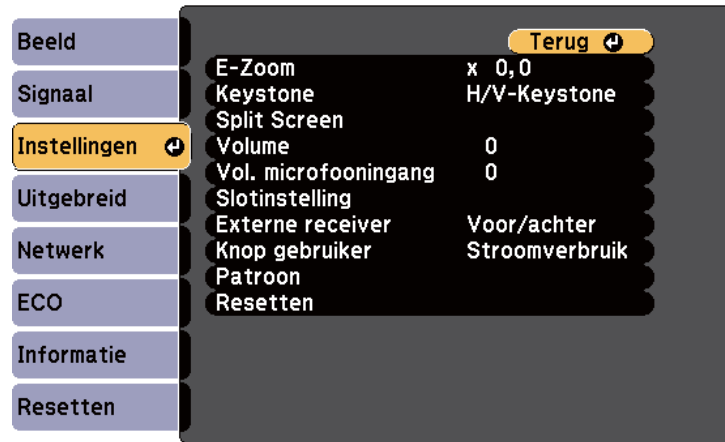 Beeld
Signaal
Instellingen
Uitgebreid
Netwerk
ECO
Informatie
Resetten
Terug
E-Zoom x 0,0
Keystone H/V-Keystone
Split Screen
Volume 0
Vol. microfooningang 0
Slotinstelling
Externe receiver Voor/achter
Knop gebruiker Stroomverbruik
Patroon
Resetten